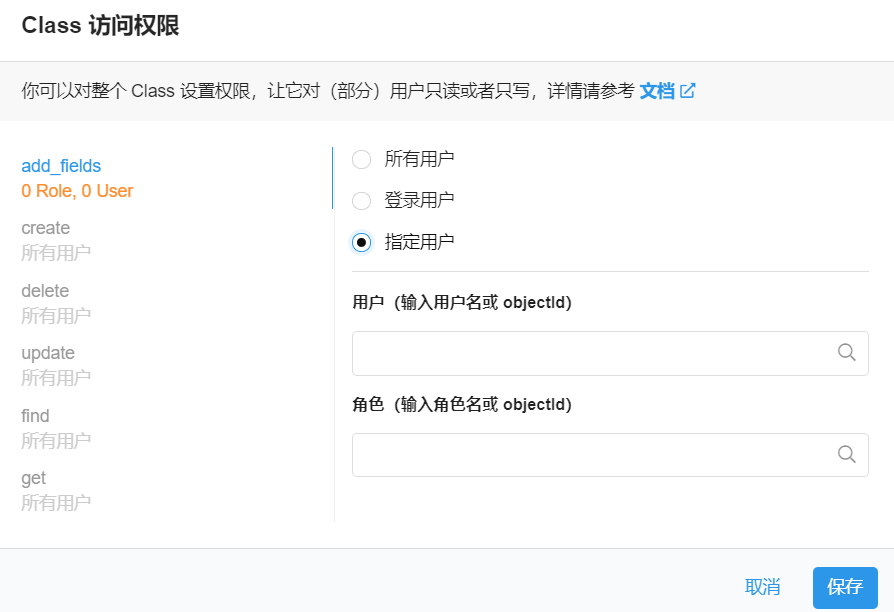 Class 访问权限
你可以对整个 Class 设置权限，让它对（部分）用户只读或者只写，详情请参考 文档
add_fields
0 Role, 0 User
create
所有用户
delete
所有用户
update
所有用户
find
所有用户
get
所有用户
所有用户
登录用户
指定用户
用户（输入用户名或 objectId）
角色（输入角色名或 objectId）
取消
保存